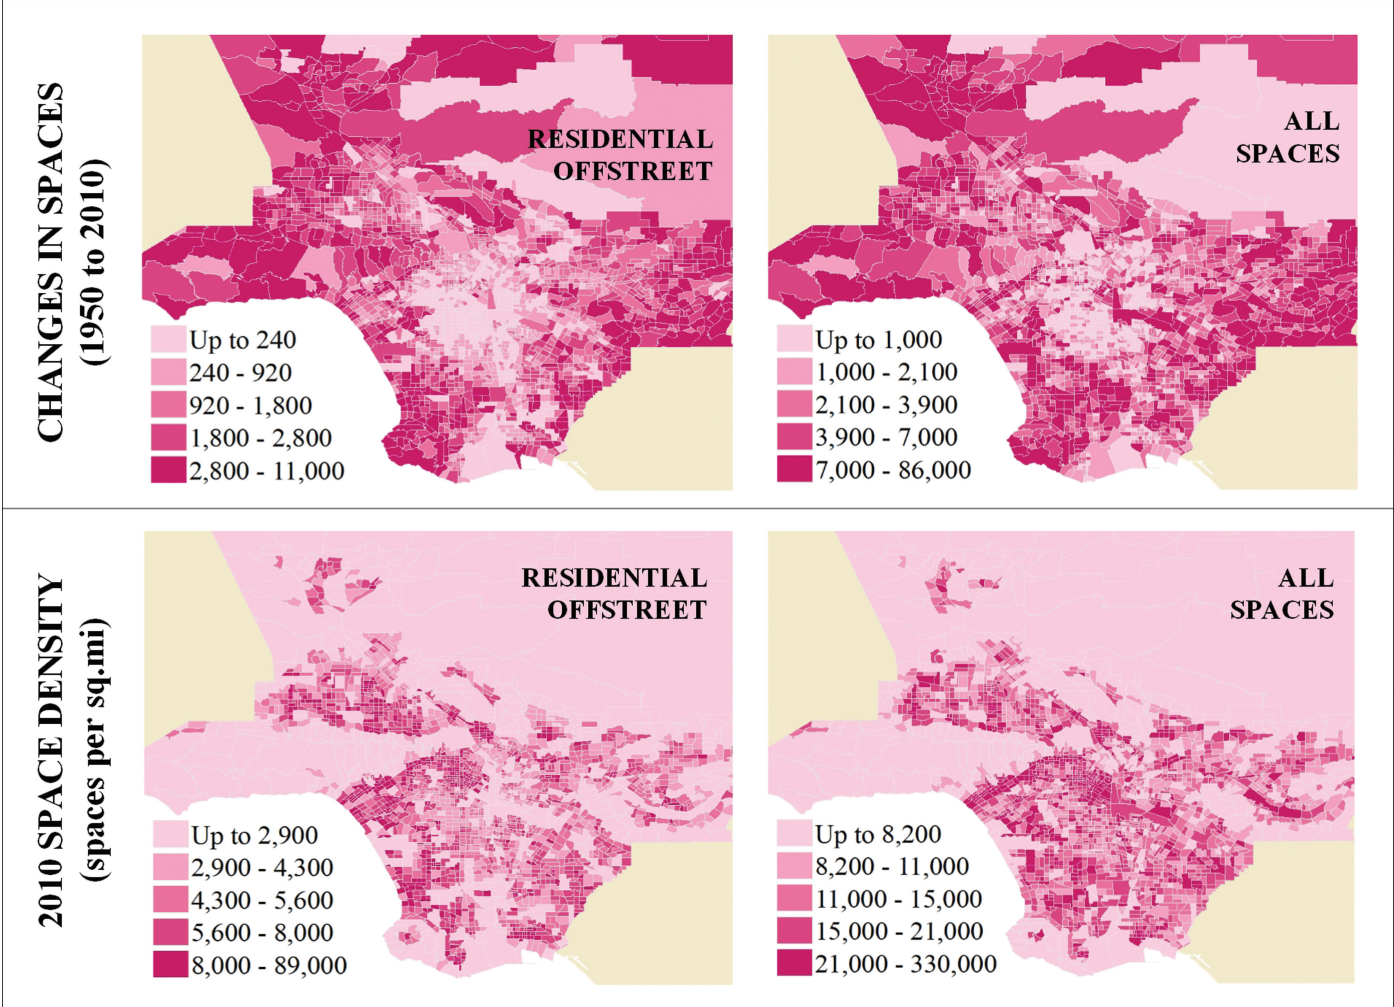 CHANGES IN SPACES
(1950 to 2010)
RESIDENTIAL
OFFSTREET
Up to 240
240 - 920
920 - 1,800
1,800 - 2,800
2,800 - 11,000
ALL
SPACES
Up to 1,000
1,000 - 2,100
2,100 - 3,900
3,900 - 7,000
7,000 - 86,000
2010 SPACE DENSITY
(spaces per sq.mi)
RESIDENTIAL
OFFSTREET
Up to 2,900
2,900 - 4,300
4,300 - 5,600
5,600 - 8,000
8,000 - 89,000
ALL
SPACES
Up to 8,200
8,200 - 11,000
11,000 - 15,000
15,000 - 21,000
21,000 - 330,000